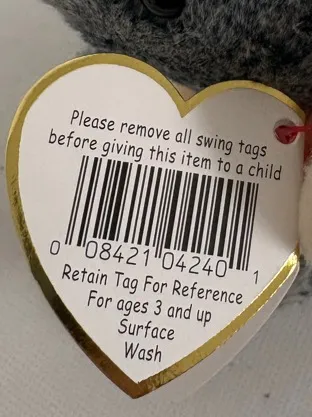 Please remove all swing tags
before giving this item to a child
0 08421 04240 1
Retain Tag For Reference
For ages 3 and up
Surface
Wash